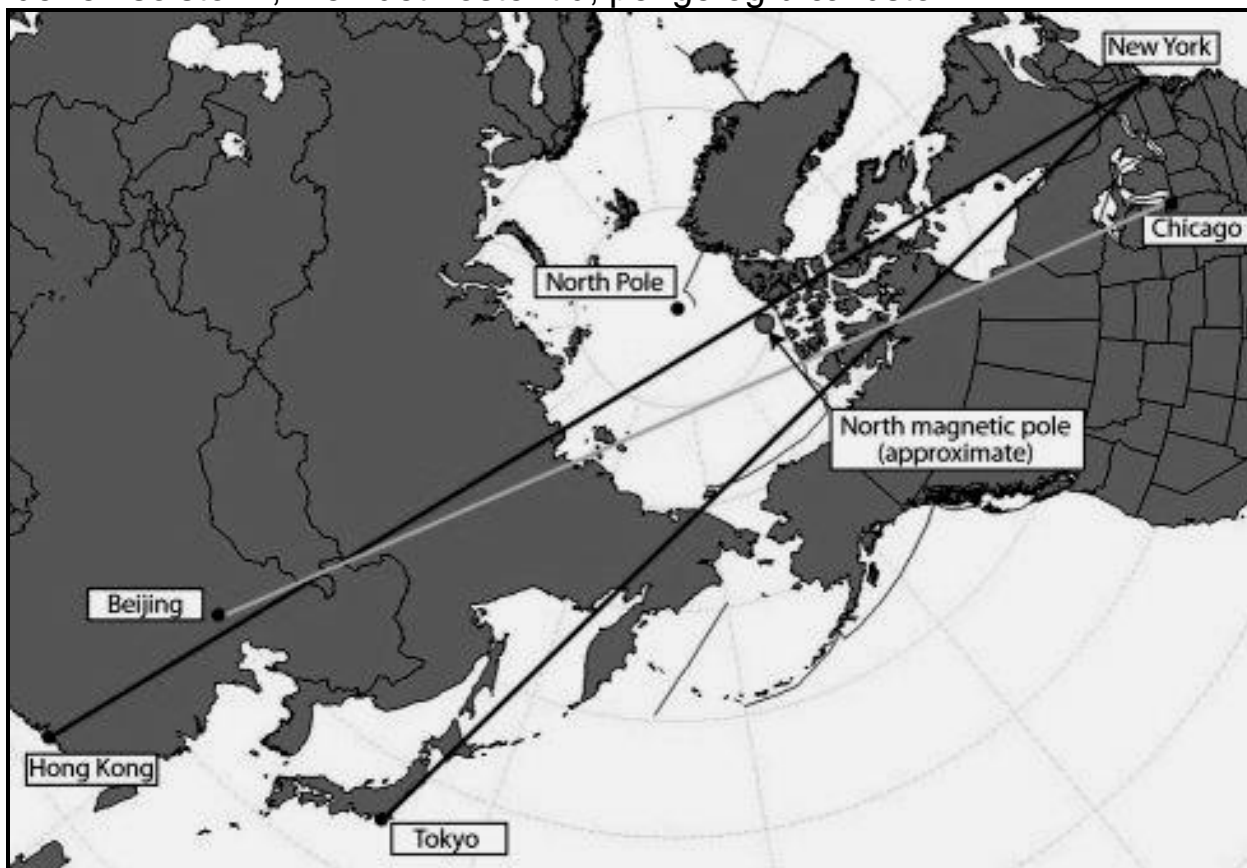 New York
Chicago
North Pole
North magnetic pole
(approximate)
Beijing
Hong Kong
Tokyo